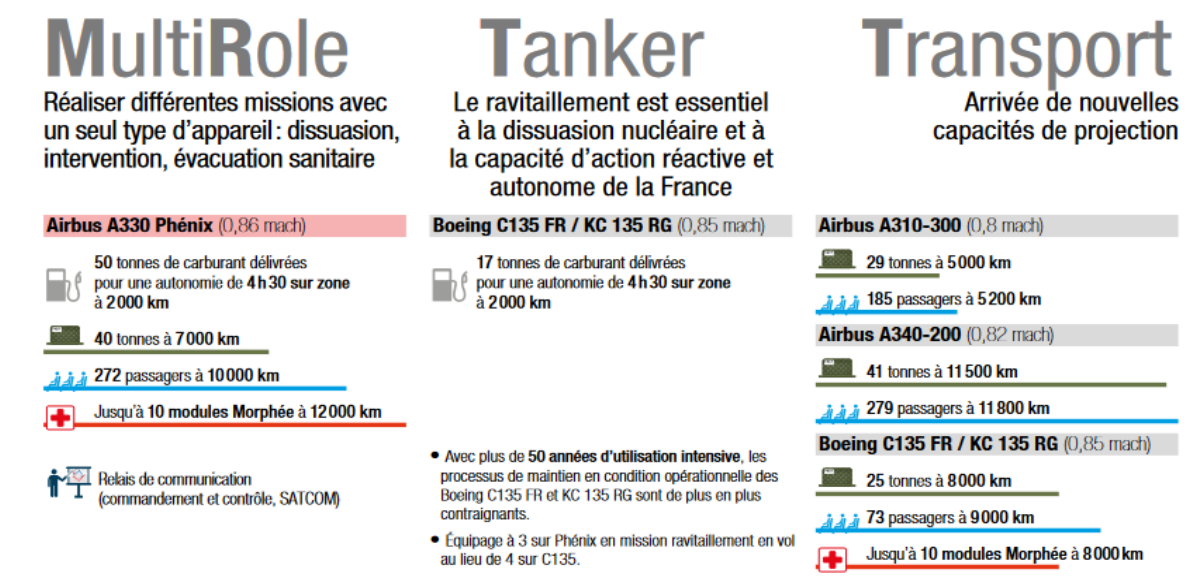 MultiRole
Réaliser différentes missions avec
un seul type d'appareil : dissuasion,
intervention, évacuation sanitaire
Airbus A330 Phénix (0,86 mach)
50 tonnes de carburant délivrées
pour une autonomie de 4 h 30 sur zone
à 2 000 km
40 tonnes à 7 000 km
272 passagers à 10 000 km
Jusqu'à 10 modules Morphée à 12 000 km
Relais de communication
(commandement et contrôle, SATCOM)
Tanker
Le ravitaillement est essentiel
à la dissuasion nucléaire et à
la capacité d'action réactive et
autonome de la France
Boeing C135 FR / KC 135 RG (0,85 mach)
17 tonnes de carburant délivrées
pour une autonomie de 4 h 30 sur zone
à 2 000 km
• Avec plus de 50 années d'utilisation intensive, les
processus de maintien en condition opérationnelle des
Boeing C135 FR et KC 135 RG sont de plus en plus
contraignants.
• Équipage à 3 sur Phénix en mission ravitaillement en vol
au lieu de 4 sur C135.
Transport
Arrivée de nouvelles
capacités de projection
Airbus A310-300 (0,8 mach)
29 tonnes à 5 000 km
185 passagers à 5 200 km
Airbus A340-200 (0,82 mach)
41 tonnes à 11 500 km
279 passagers à 11 800 km
Boeing C135 FR / KC 135 RG (0,85 mach)
25 tonnes à 8 000 km
73 passagers à 9 000 km
Jusqu'à 10 modules Morphée à 8 000 km